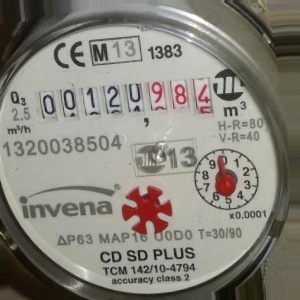 CE M 13 1383
Q3 2.5 m³/h 00120,984 m³
H-R=80
V-R=40
1320038504 13
invena
x0.0001
ΔP63 MAP16 U0D0 T=30/90
CD SD PLUS
TCM 142/10-4794
accuracy class 2